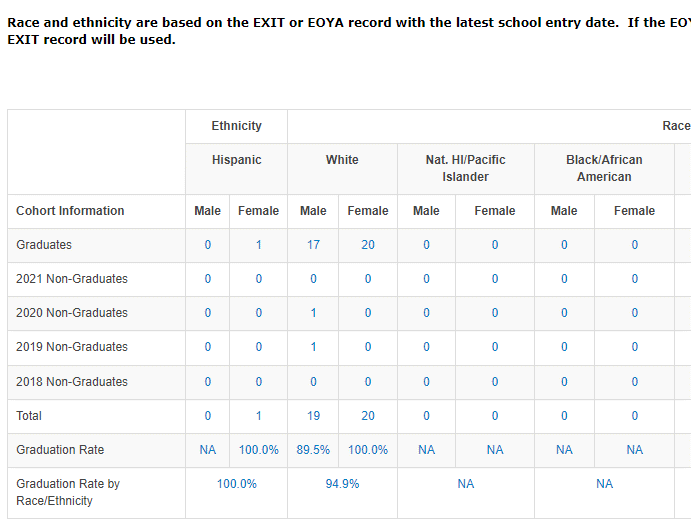 Race and ethnicity are based on the EXIT or EOYA record with the latest school entry date.  If the EOY
EXIT record will be used.
Ethnicity Race
Hispanic White Nat. HI/Pacific Islander Black/African American
Cohort Information Male Female Male Female Male Female Male Female
Graduates 0 1 17 20 0 0 0 0
2021 Non-Graduates 0 0 0 0 0 0 0 0
2020 Non-Graduates 0 0 1 0 0 0 0 0
2019 Non-Graduates 0 0 1 0 0 0 0 0
2018 Non-Graduates 0 0 0 0 0 0 0 0
Total 0 1 19 20 0 0 0 0
Graduation Rate NA 100.0% 89.5% 100.0% NA NA NA NA
Graduation Rate by Race/Ethnicity 100.0% 94.9% NA NA